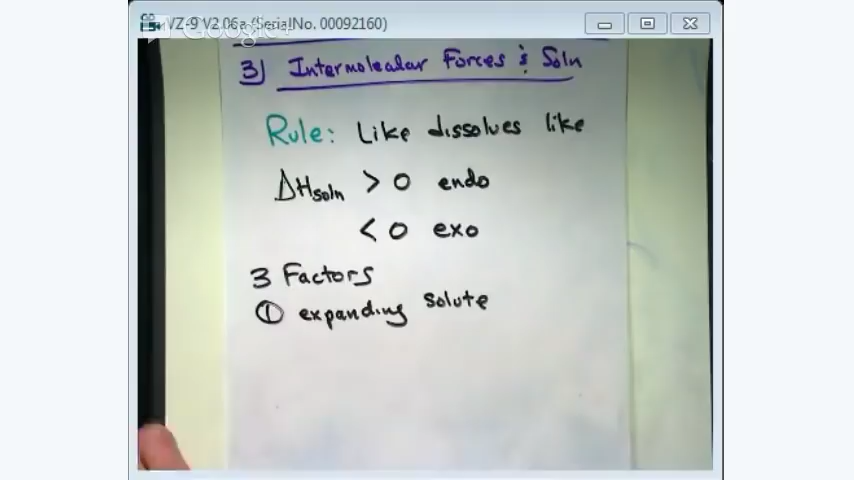 VZ-9 V2.06a (SerialNo. 00092160)
Google+
3) Intermolecular Forces & Soln
Rule: Like dissolves like
ΔHsoln > 0 endo
< 0 exo
3 Factors
① expanding solute